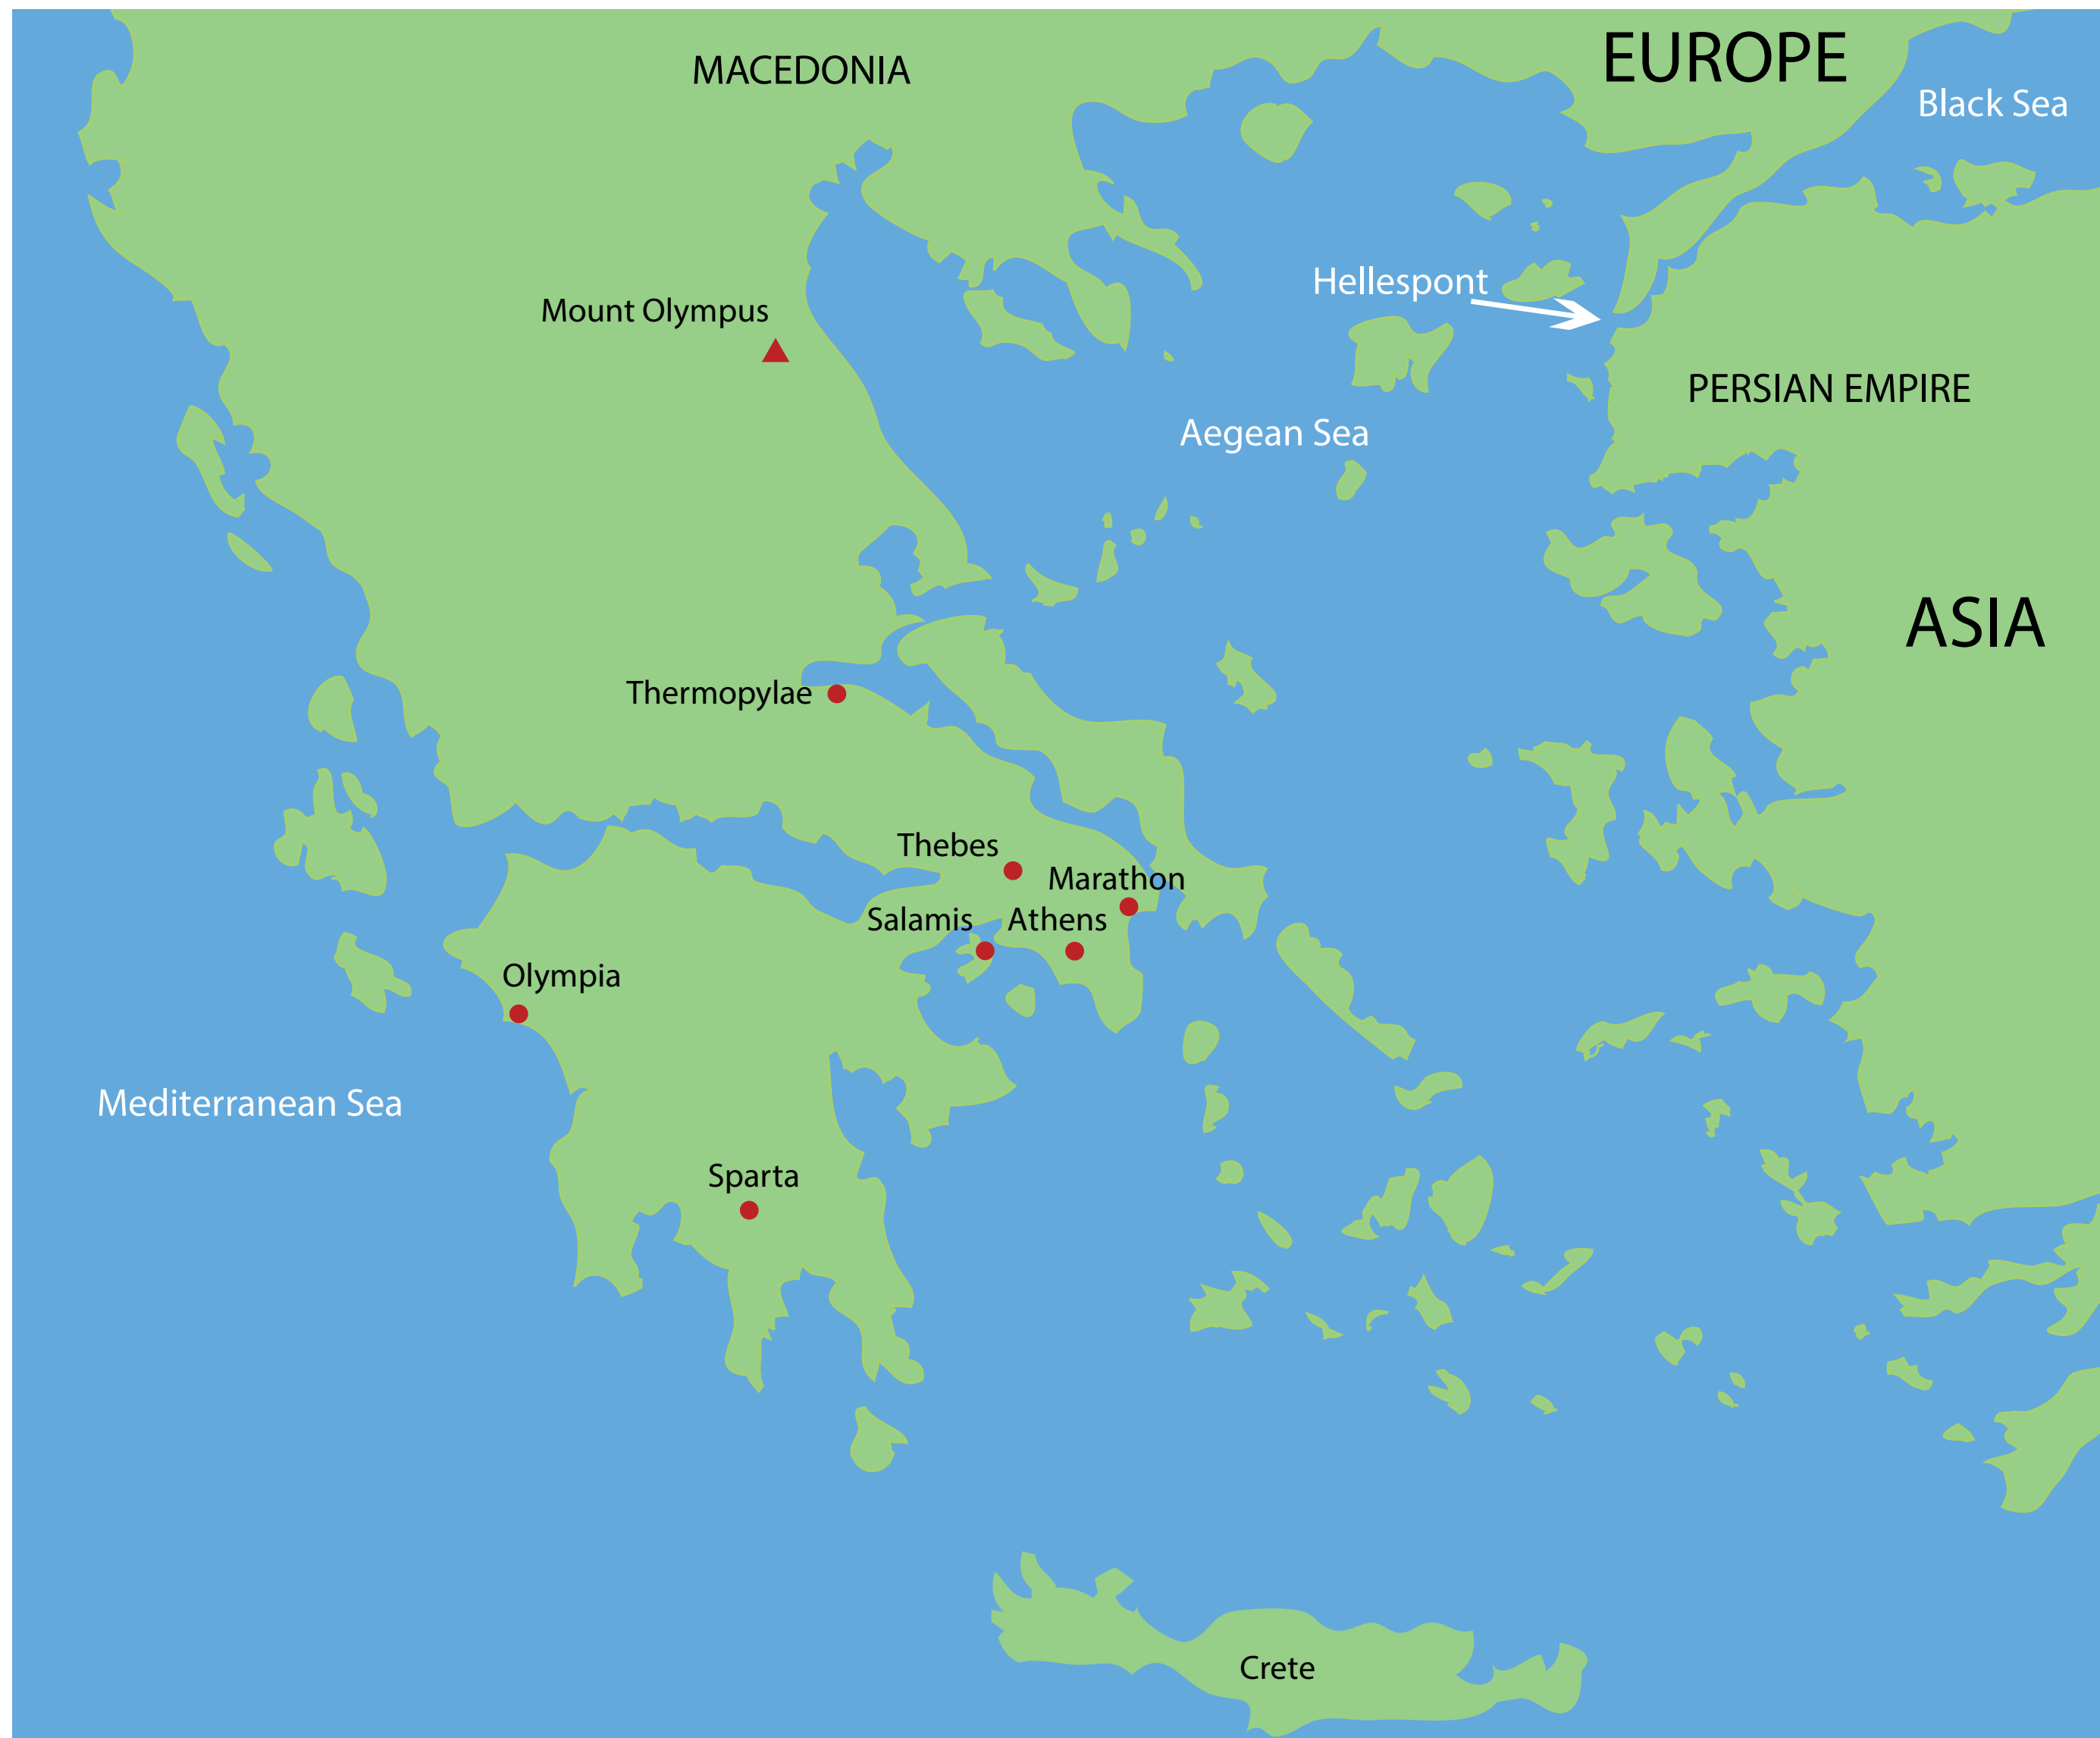 EUROPE
MACEDONIA
Black Sea
Hellespont
Mount Olympus
PERSIAN EMPIRE
Aegean Sea
ASIA
Thermopylae
Thebes
Marathon
Salamis
Athens
Olympia
Mediterranean Sea
Sparta
Crete